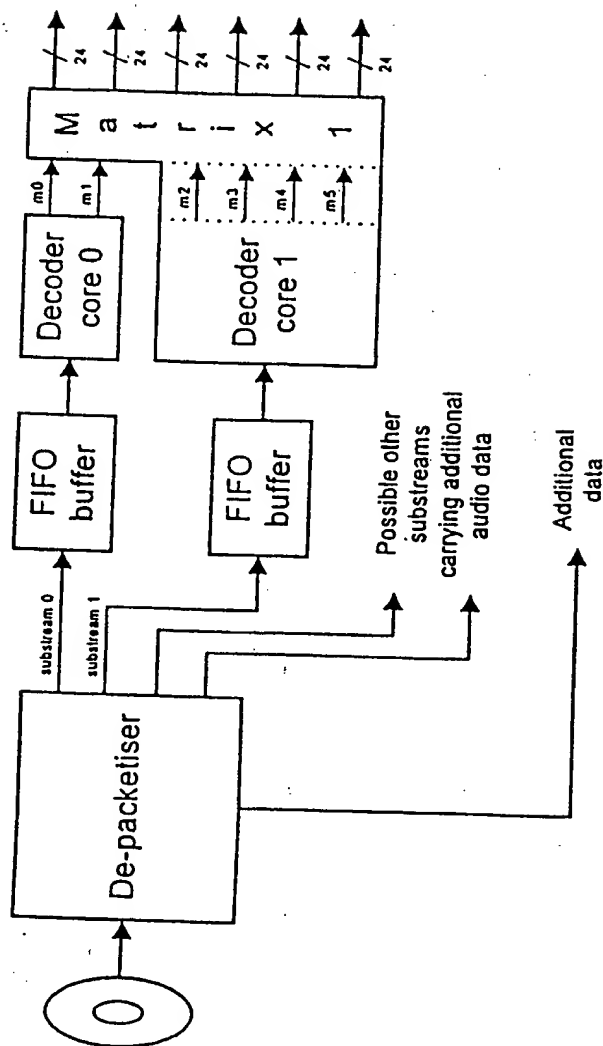 De-packetiser
substream 0
substream 1
FIFO
buffer
FIFO
buffer
Decoder
core 0
Decoder
core 1
m0
m1
m2
m3
m4
m5
M a t r i x 1
24
24
24
24
24
24
Possible other
substreams
carrying additional
audio data
Additional
data